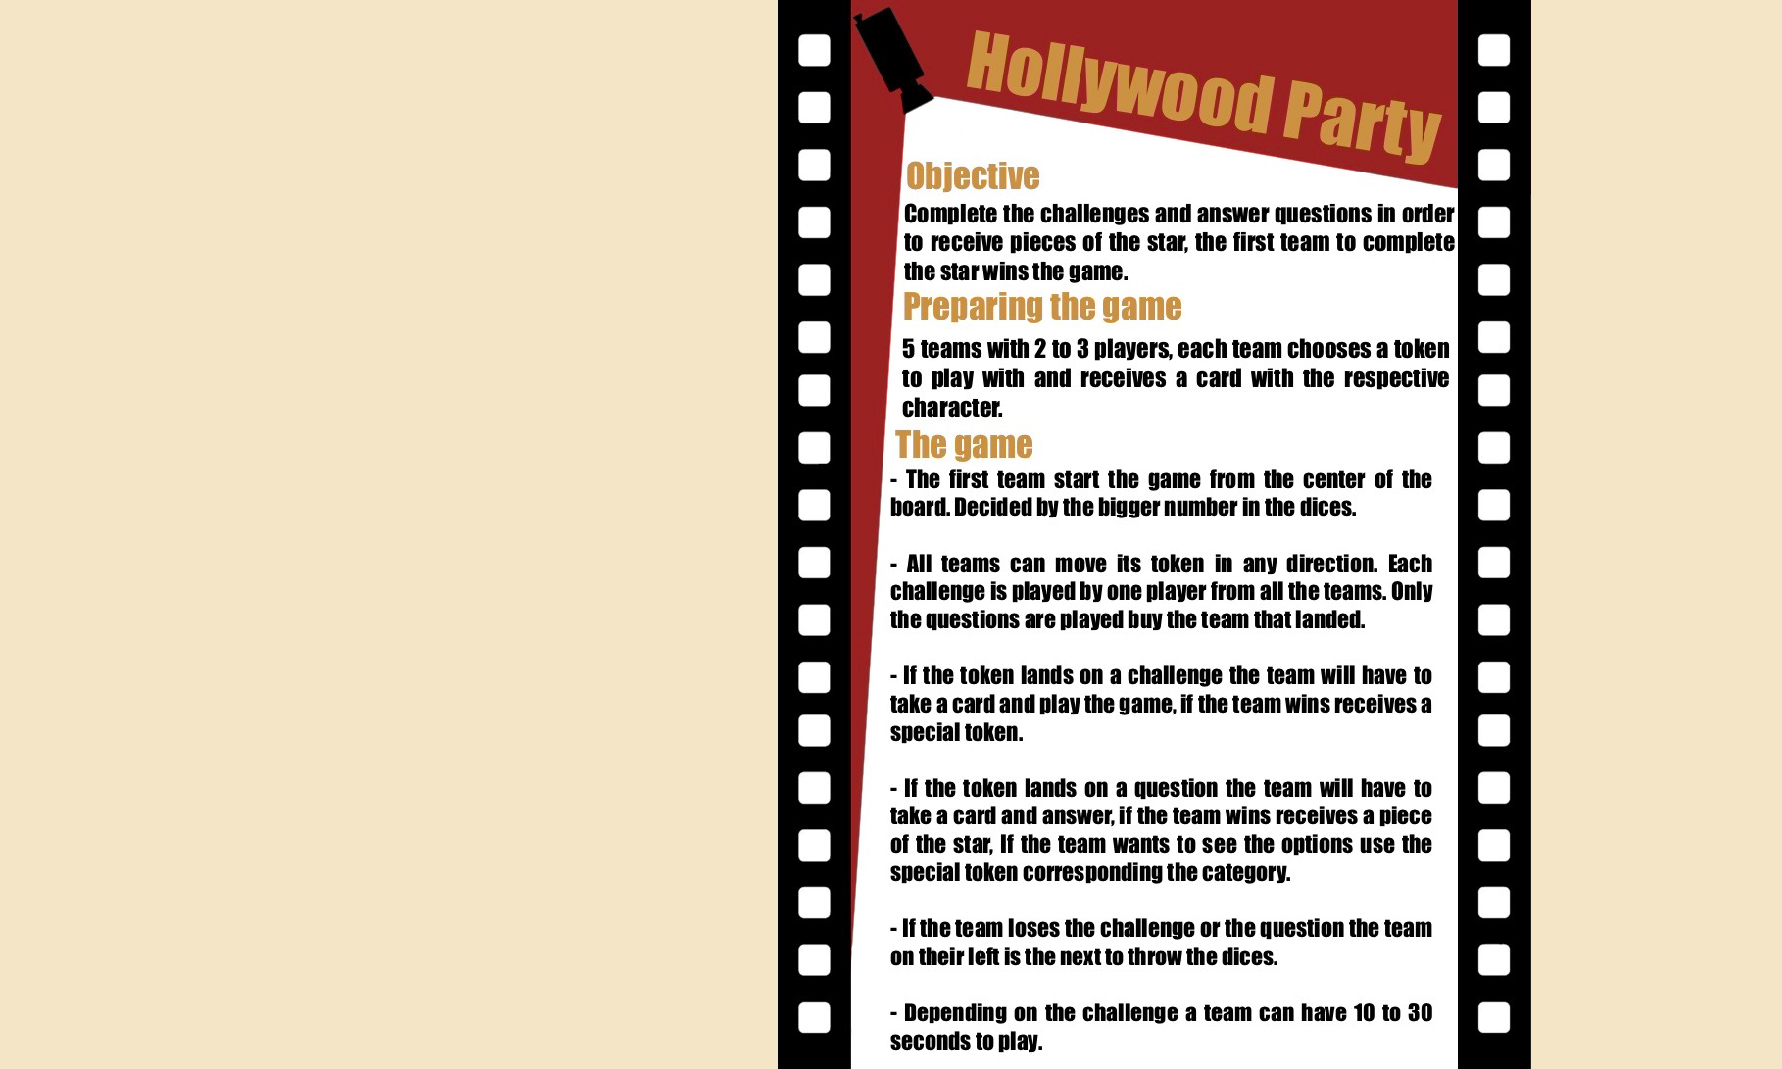 Hollywood Party
Objective
Complete the challenges and answer questions in order
to receive pieces of the star, the first team to complete
the star wins the game.
Preparing the game
5 teams with 2 to 3 players, each team chooses a token
to play with and receives a card with the respective
character.
The game
- The first team start the game from the center of the
board. Decided by the bigger number in the dices.
- All teams can move its token in any direction. Each
challenge is played by one player from all the teams. Only
the questions are played buy the team that landed.
- If the token lands on a challenge the team will have to
take a card and play the game, if the team wins receives a
special token.
- If the token lands on a question the team will have to
take a card and answer, if the team wins receives a piece
of the star, If the team wants to see the options use the
special token corresponding the category.
- If the team loses the challenge or the question the team
on their left is the next to throw the dices.
- Depending on the challenge a team can have 10 to 30
seconds to play.